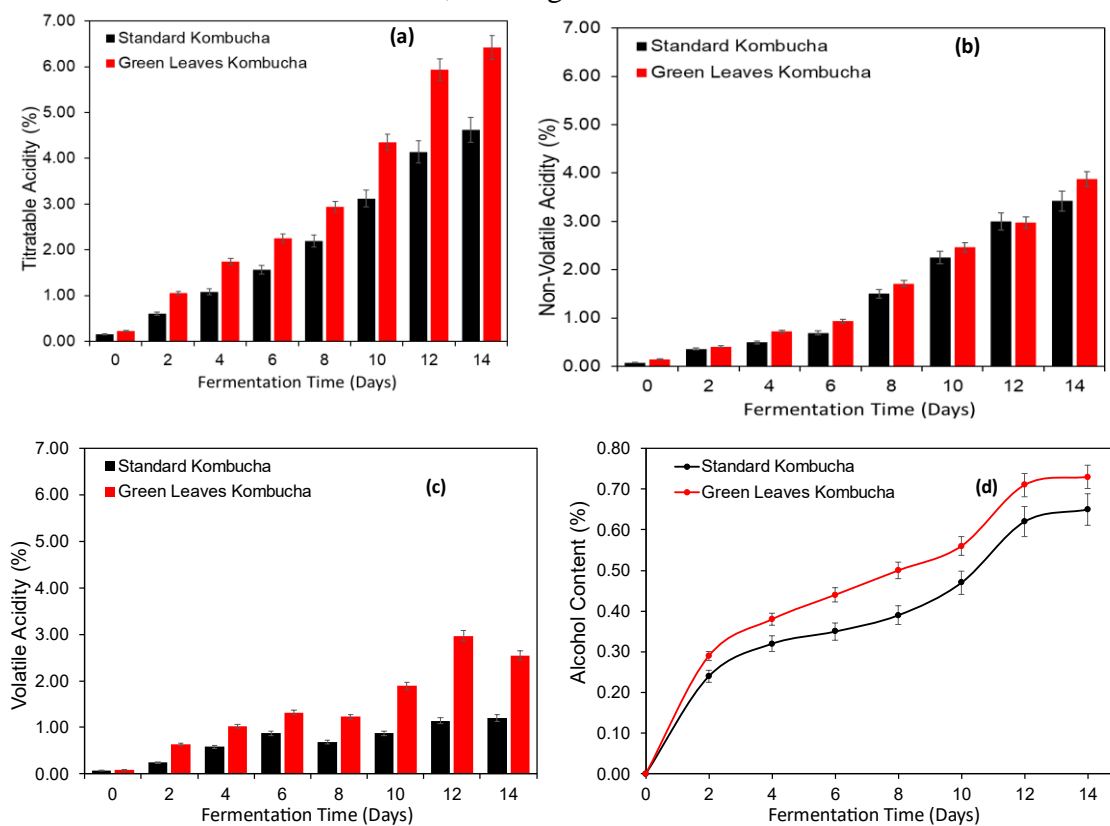 7.00
6.00
5.00
4.00
3.00
2.00
1.00
0.00
Titratable Acidity (%)
Standard Kombucha
Green Leaves Kombucha
(a)
0 2 4 6 8 10 12 14
Fermentation Time (Days)
7.00
6.00
5.00
4.00
3.00
2.00
1.00
0.00
Non-Volatile Acidity (%)
Standard Kombucha
Green Leaves Kombucha
(b)
0 2 4 6 8 10 12 14
Fermentation Time (Days)
7.00
6.00
5.00
4.00
3.00
2.00
1.00
0.00
Volatile Acidity (%)
Standard Kombucha
Green Leaves Kombucha
(c)
0 2 4 6 8 10 12 14
Fermentation Time (Days)
0.80
0.70
0.60
0.50
0.40
0.30
0.20
0.10
0.00
Alcohol Content (%)
Standard Kombucha
Green Leaves Kombucha
(d)
0 2 4 6 8 10 12 14
Fermentation Time (Days)